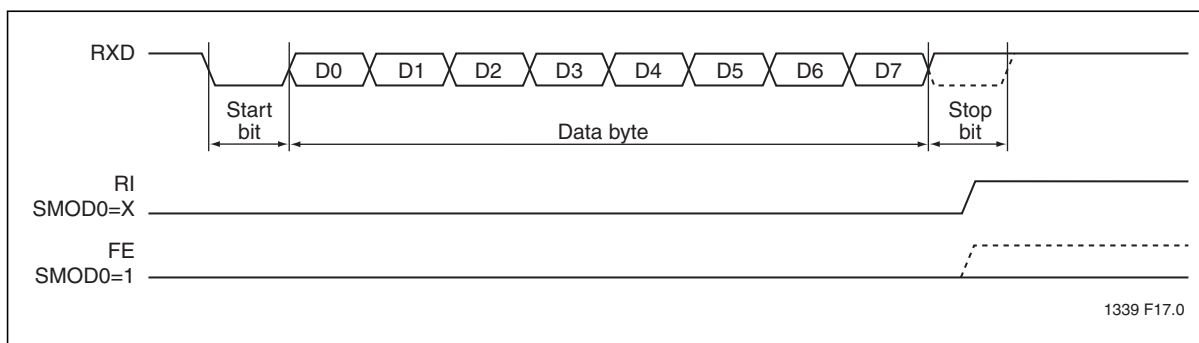 RXD
D0 D1 D2 D3 D4 D5 D6 D7
Start
bit
Data byte
Stop
bit
RI
SMOD0=X
FE
SMOD0=1
1339 F17.0